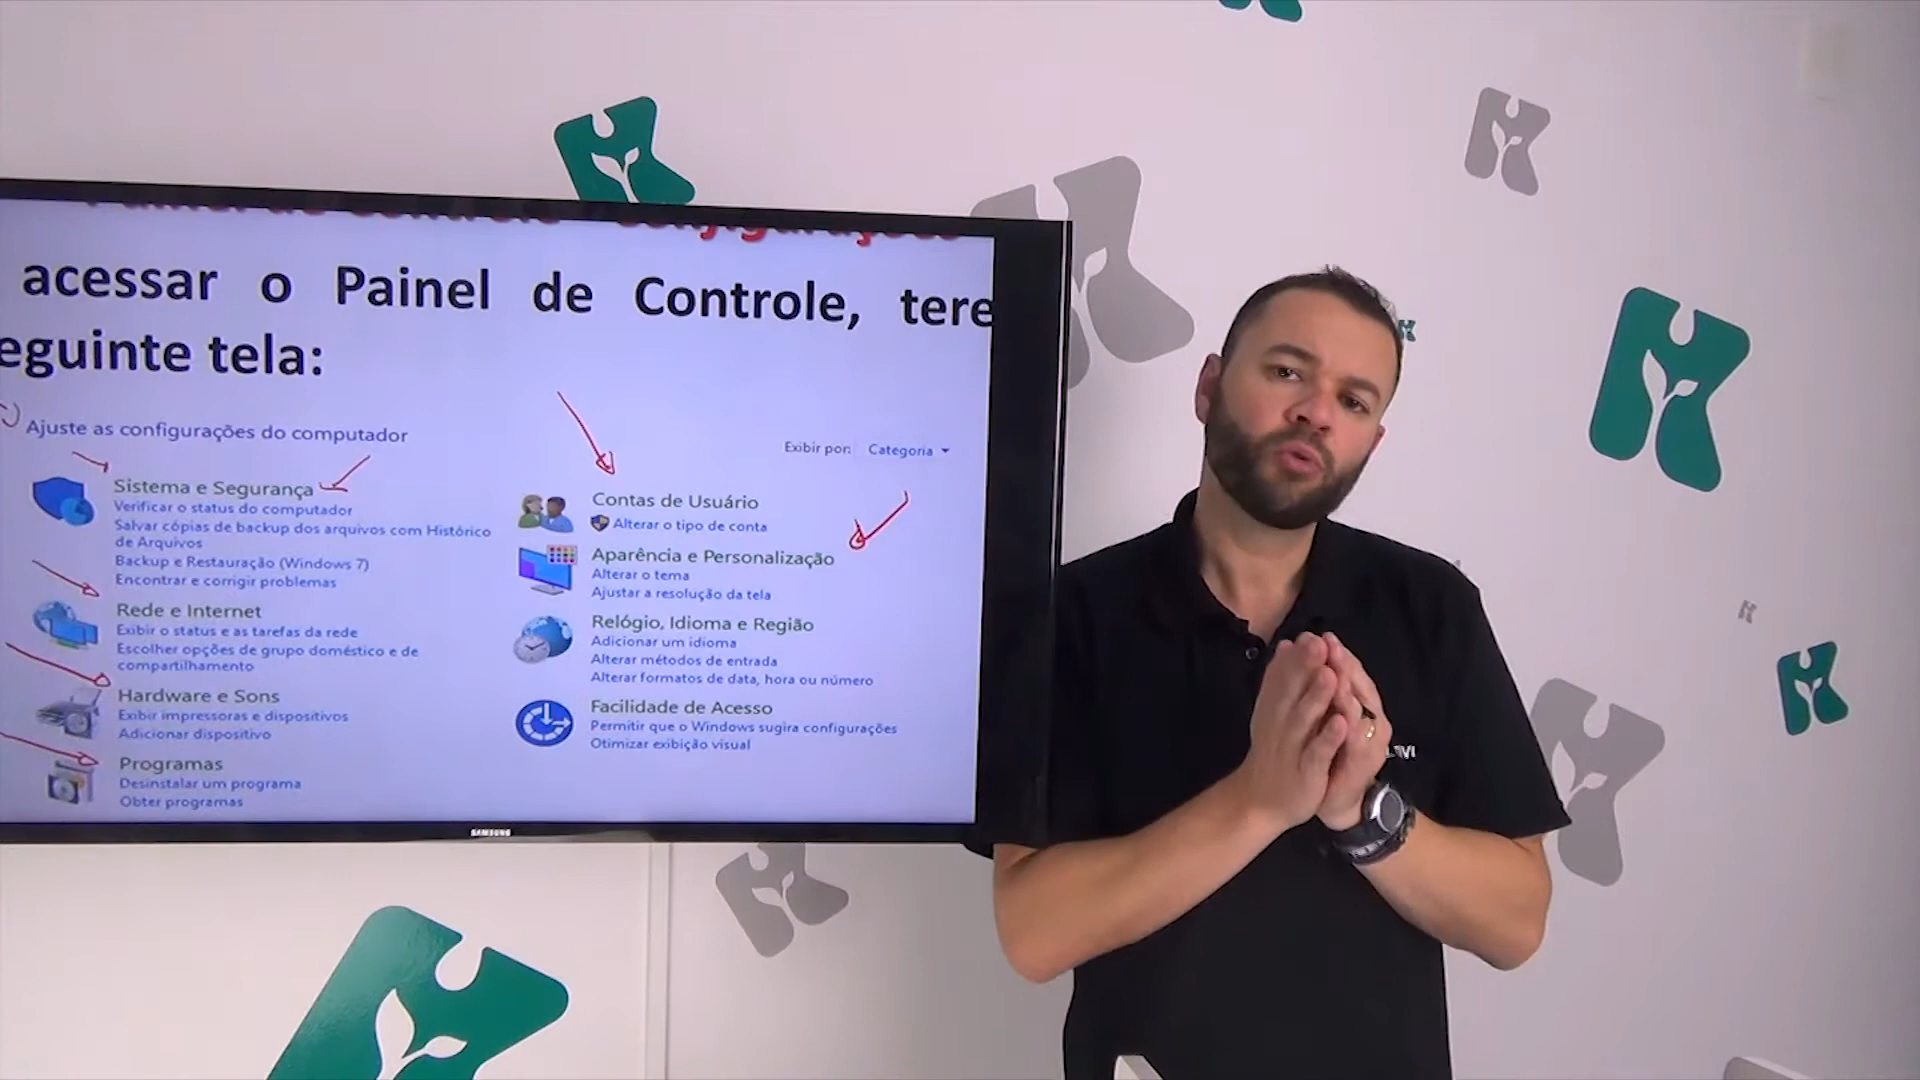 acessar o Painel de Controle,
tela:
Ajuste as configurações do computador
Exibir por: Categoria
Sistema e Segurança
Verificar o status do computador
Salvar cópias de backup dos arquivos com Histórico
de Arquivos
Backup e Restauração (Windows 7)
Encontrar e corrigir problemas
Rede e Internet
Exibir o status e as tarefas da rede
Escolher opções de grupo doméstico e de
compartilhamento
Hardware e Sons
Exibir impressoras e dispositivos
Adicionar dispositivo
Programas
Desinstalar um programa
Obter programas
Contas de Usuário
Alterar o tipo de conta
Aparência e Personalização
Alterar o tema
Ajustar a resolução da tela
Relógio, Idioma e Região
Adicionar um idioma
Alterar métodos de entrada
Alterar formatos de data, hora ou número
Facilidade de Acesso
Permitir que o Windows sugira configurações
Otimizar exibição visual
SAMSUNG